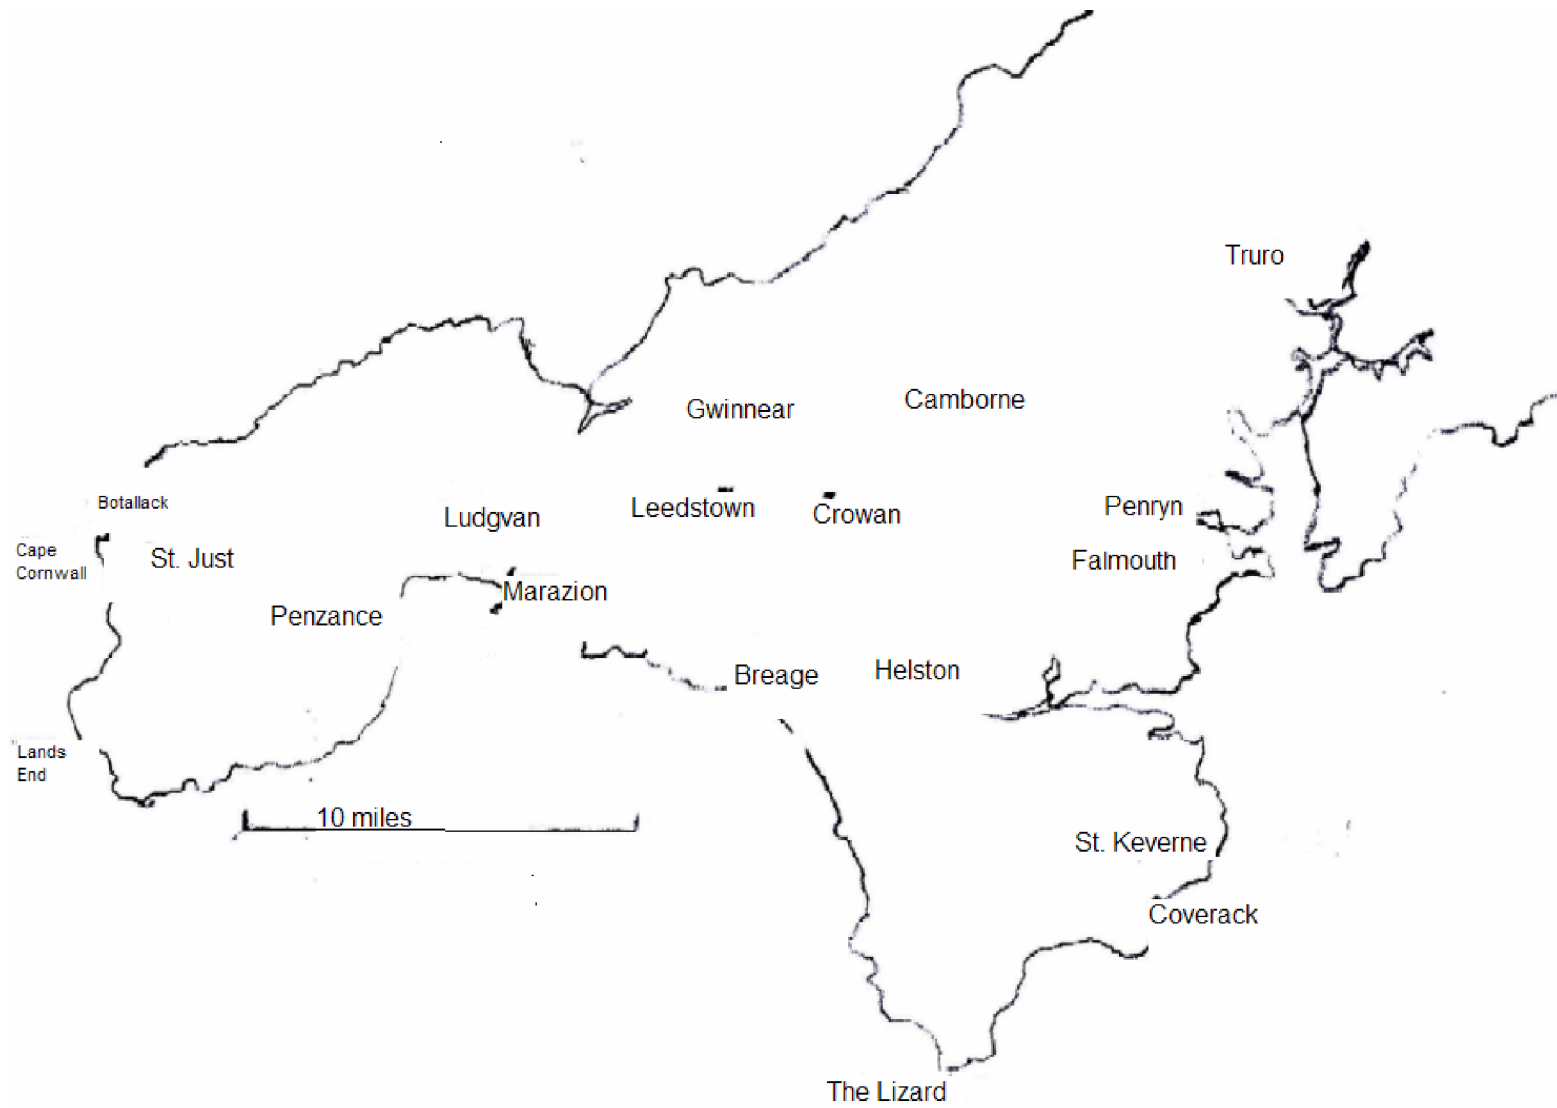 Truro
Gwinnear
Camborne
Botallack
Ludgvan
Leedstown
Crowan
Penryn
Cape
Cornwall
St. Just
Falmouth
Marazion
Penzance
Breage
Helston
Lands
End
10 miles
St. Keverne
Coverack
The Lizard